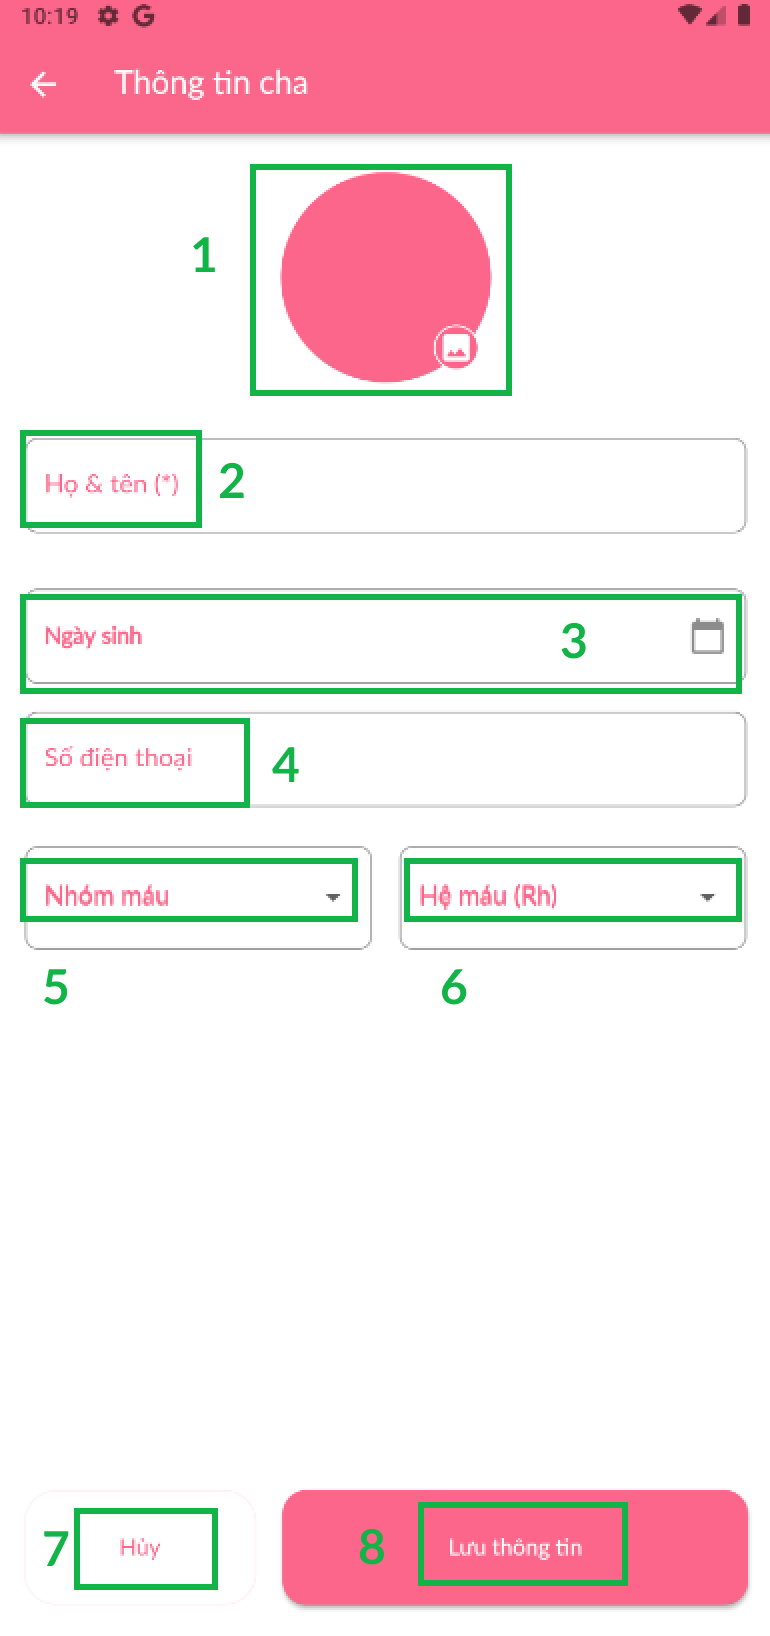 10:19
Thông tin cha
1
Họ & tên (*) 2
Ngày sinh 3
Số điện thoại 4
Nhóm máu Hệ máu (Rh)
5 6
7 Hủy 8 Lưu thông tin